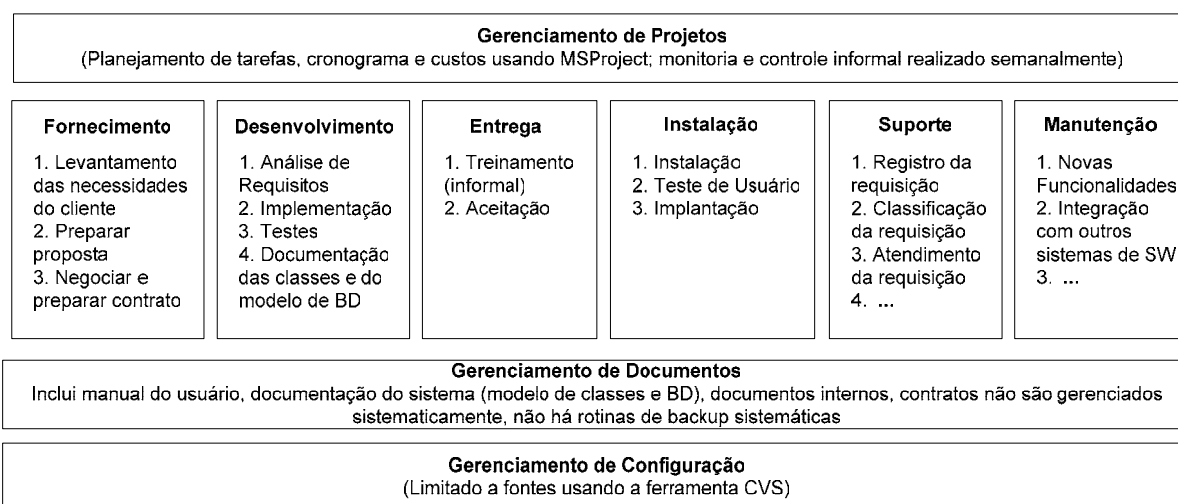 Gerenciamento de Projetos
(Planejamento de tarefas, cronograma e custos usando MSProject; monitoria e controle informal realizado semanalmente)
Fornecimento
1. Levantamento
das necessidades
do cliente
2. Preparar
proposta
3. Negociar e
preparar contrato
Desenvolvimento
1. Análise de
Requisitos
2. Implementação
3. Testes
4. Documentação
das classes e do
modelo de BD
Entrega
1. Treinamento
(informal)
2. Aceitação
Instalação
1. Instalação
2. Teste de Usuário
3. Implantação
Suporte
1. Registro da
requisição
2. Classificação
da requisição
3. Atendimento
da requisição
4. ...
Manutenção
1. Novas
Funcionalidades
2. Integração
com outros
sistemas de SW
3. ...
Gerenciamento de Documentos
Inclui manual do usuário, documentação do sistema (modelo de classes e BD), documentos internos, contratos não são gerenciados
sistematicamente, não há rotinas de backup sistemáticas
Gerenciamento de Configuração
(Limitado a fontes usando a ferramenta CVS)